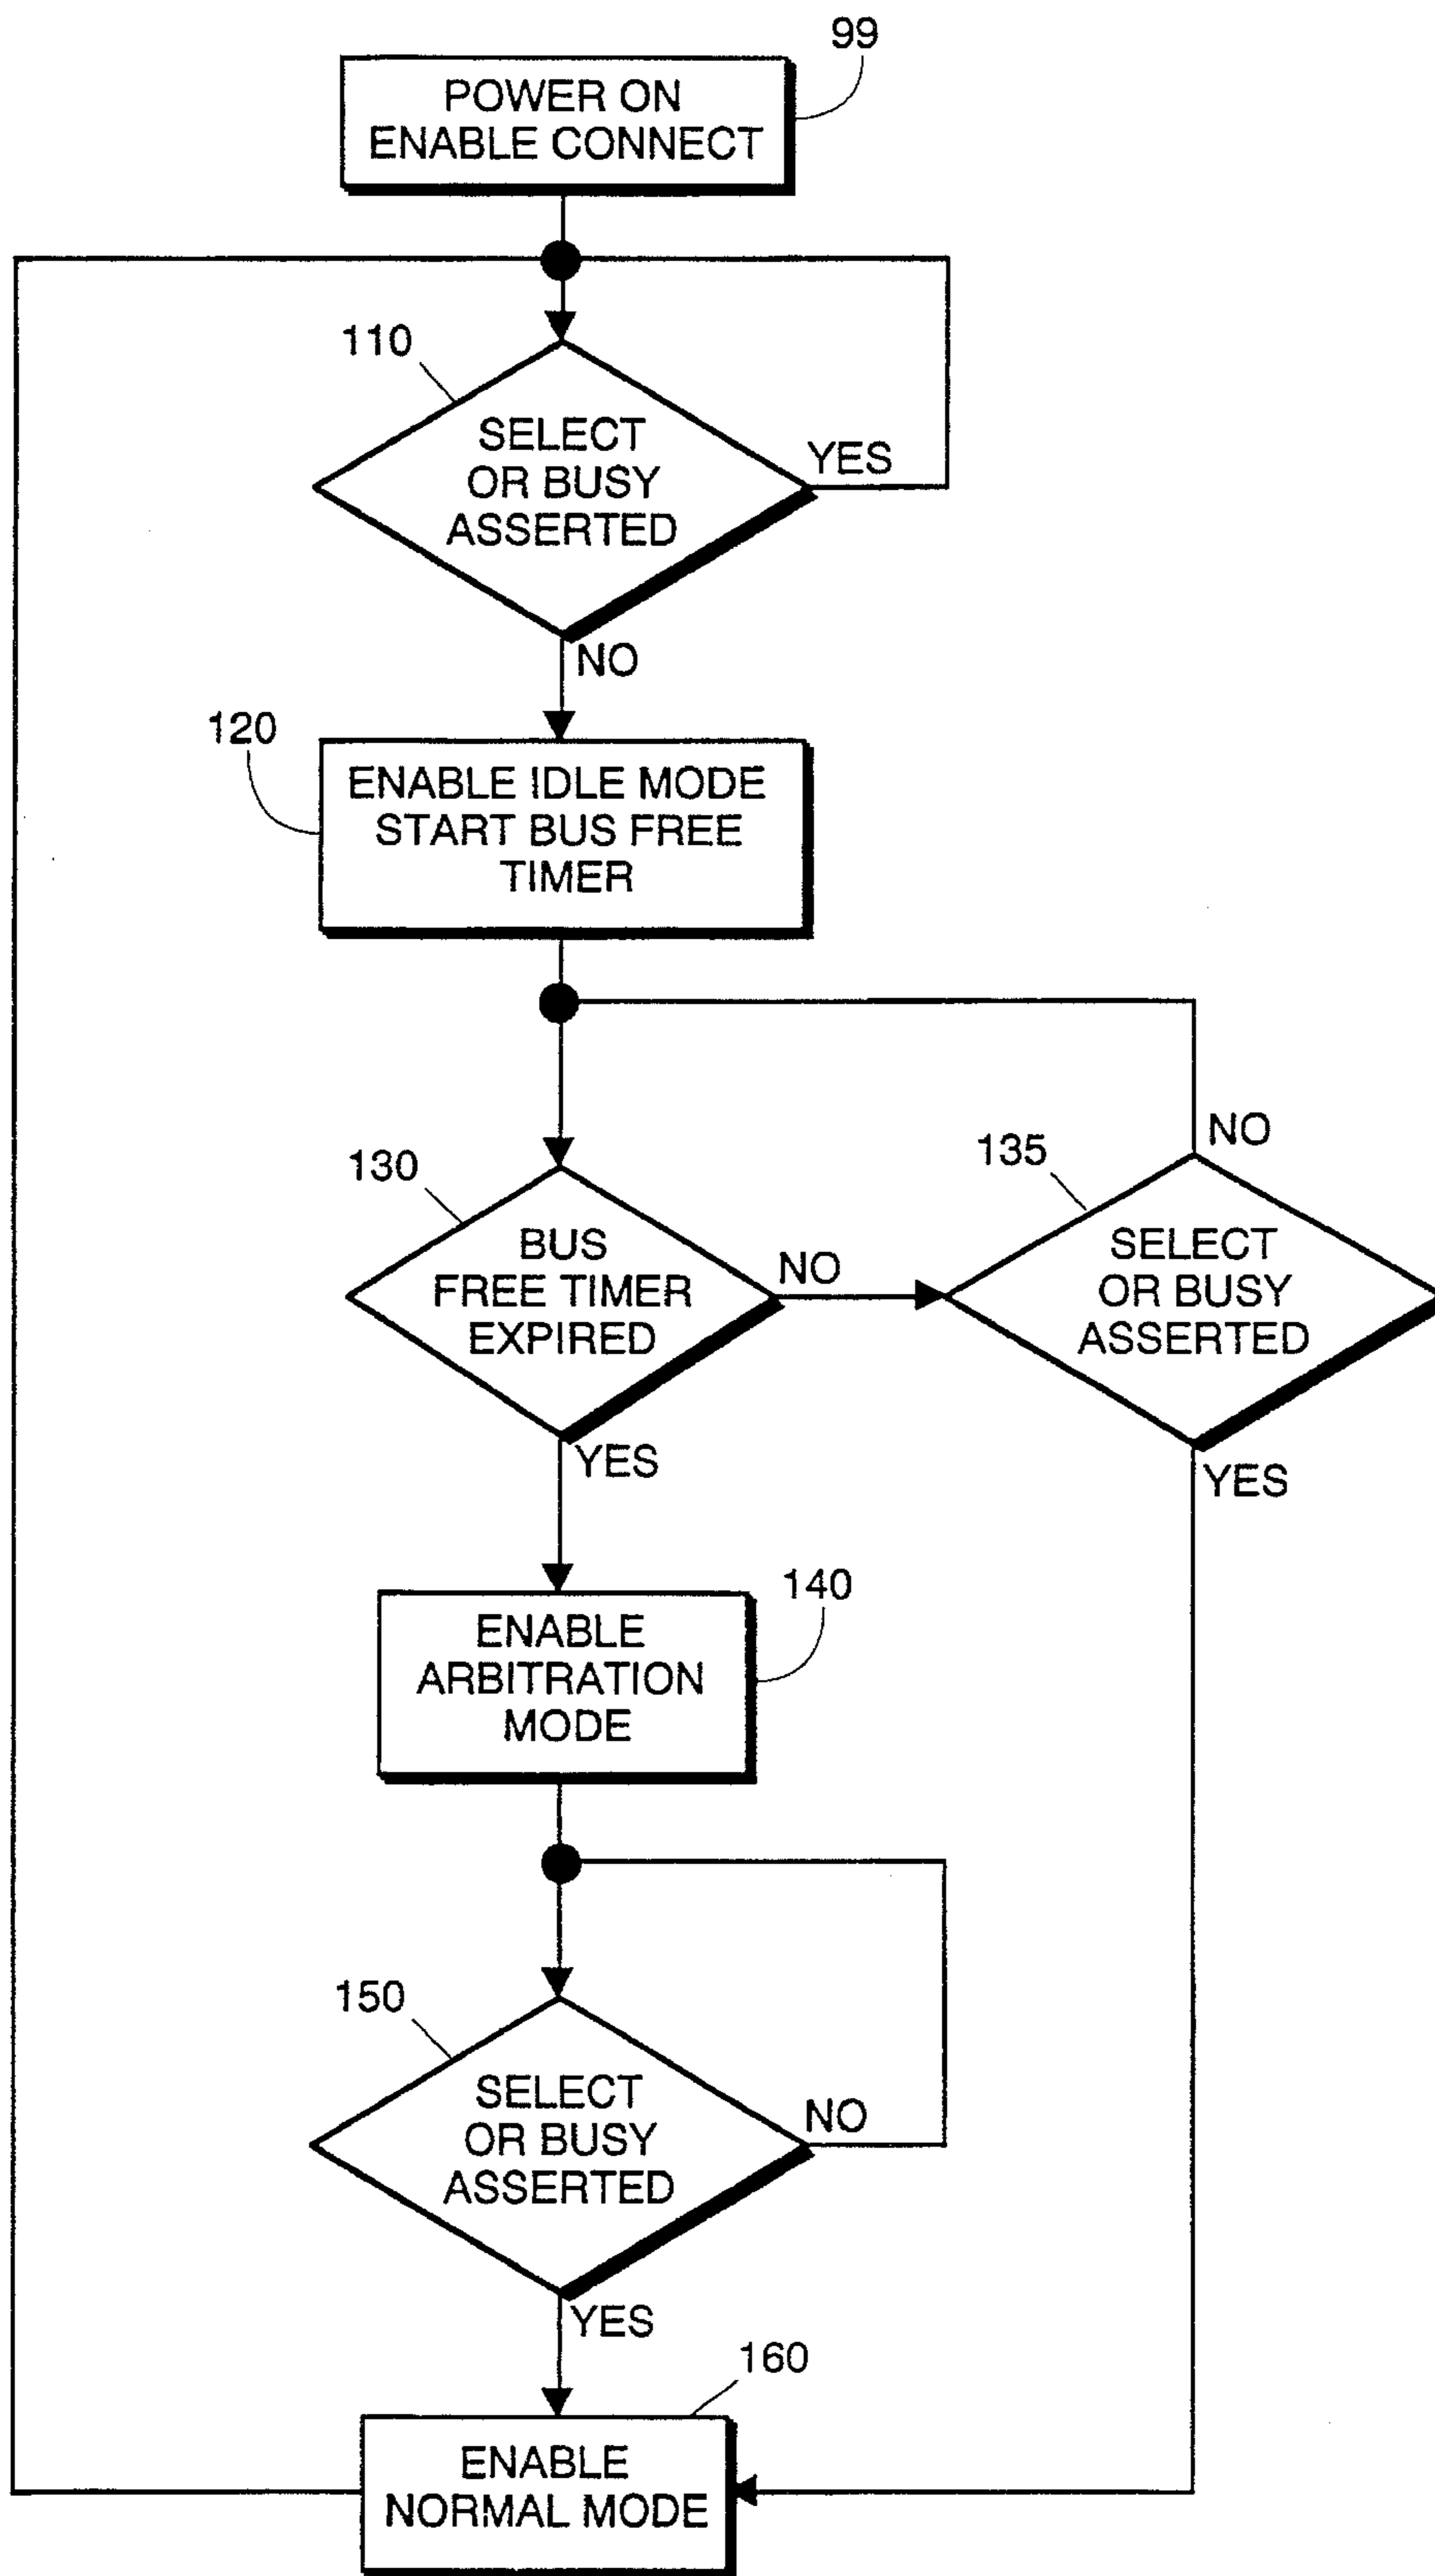 99
POWER ON
ENABLE CONNECT
110
SELECT
OR BUSY
ASSERTED
YES
NO
120
ENABLE IDLE MODE
START BUS FREE
TIMER
130
BUS
FREE TIMER
EXPIRED
NO
YES
135
NO
SELECT
OR BUSY
ASSERTED
YES
140
ENABLE
ARBITRATION
MODE
150
SELECT
OR BUSY
ASSERTED
NO
YES
160
ENABLE
NORMAL MODE